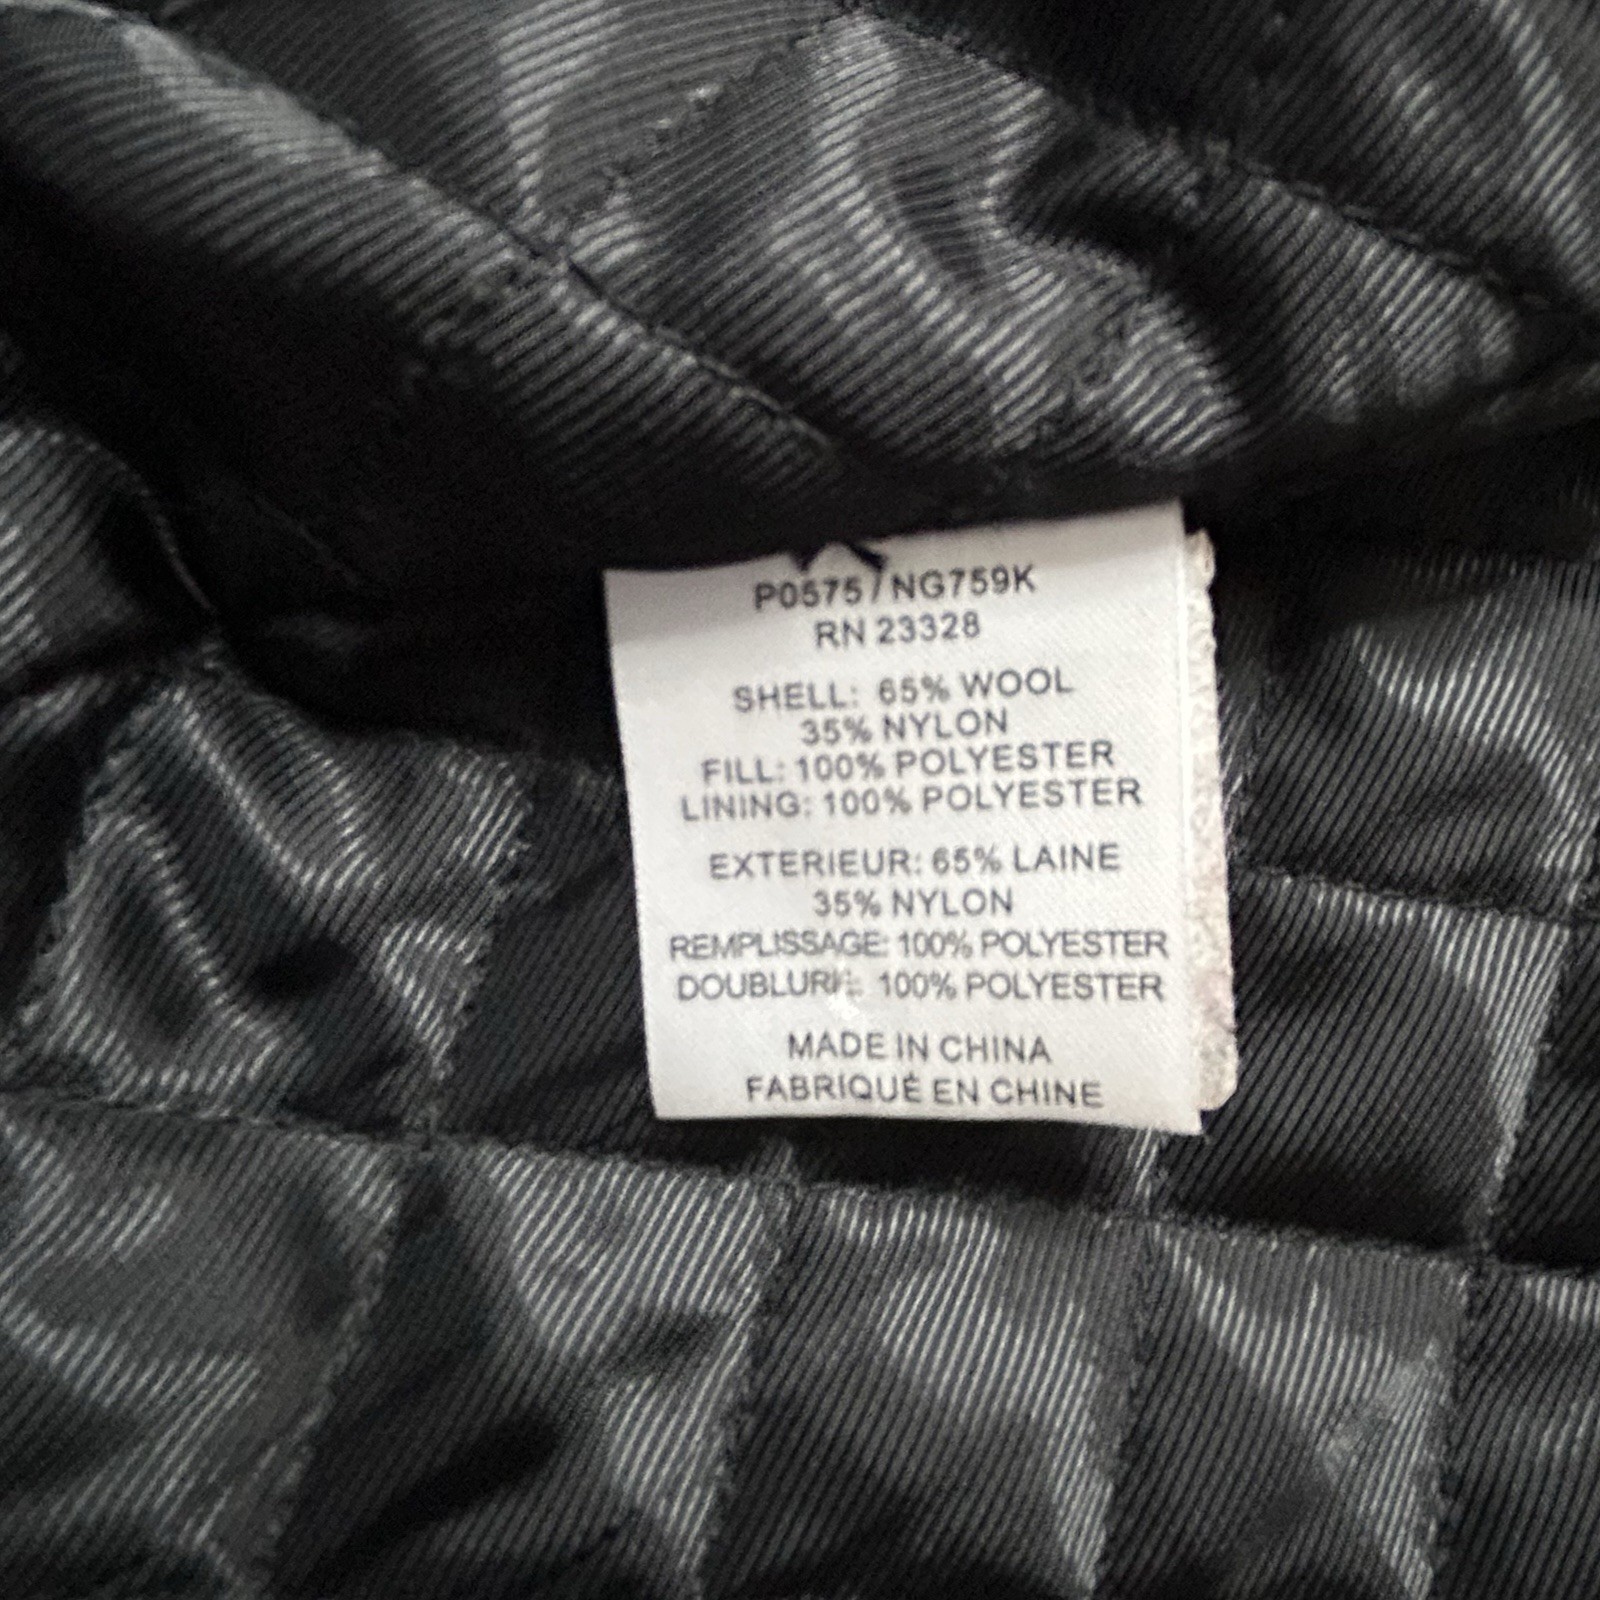 P0575 / NG759K
RN 23328
SHELL: 65% WOOL
35% NYLON
FILL: 100% POLYESTER
LINING: 100% POLYESTER
EXTERIEUR: 65% LAINE
35% NYLON
REMPLISSAGE: 100% POLYESTER
DOUBLURE: 100% POLYESTER
MADE IN CHINA
FABRIQUÉ EN CHINE